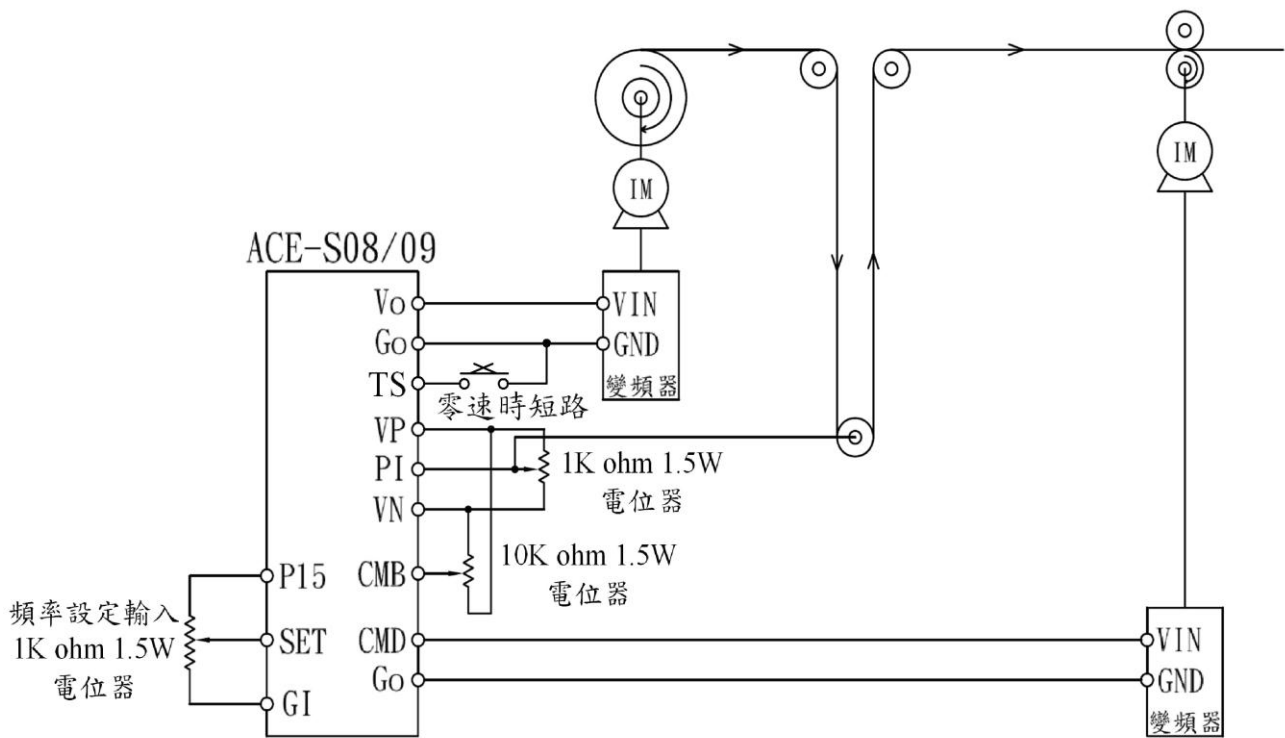 IM
IM
ACE-S08/09
Vo
VIN
Go
GND
變頻器
TS
零速時短路
VP
PI
1K ohm 1.5W
電位器
VN
10K ohm 1.5W
電位器
CMB
P15
頻率設定輸入
1K ohm 1.5W
電位器
SET
CMD
VIN
GI
Go
GND
變頻器